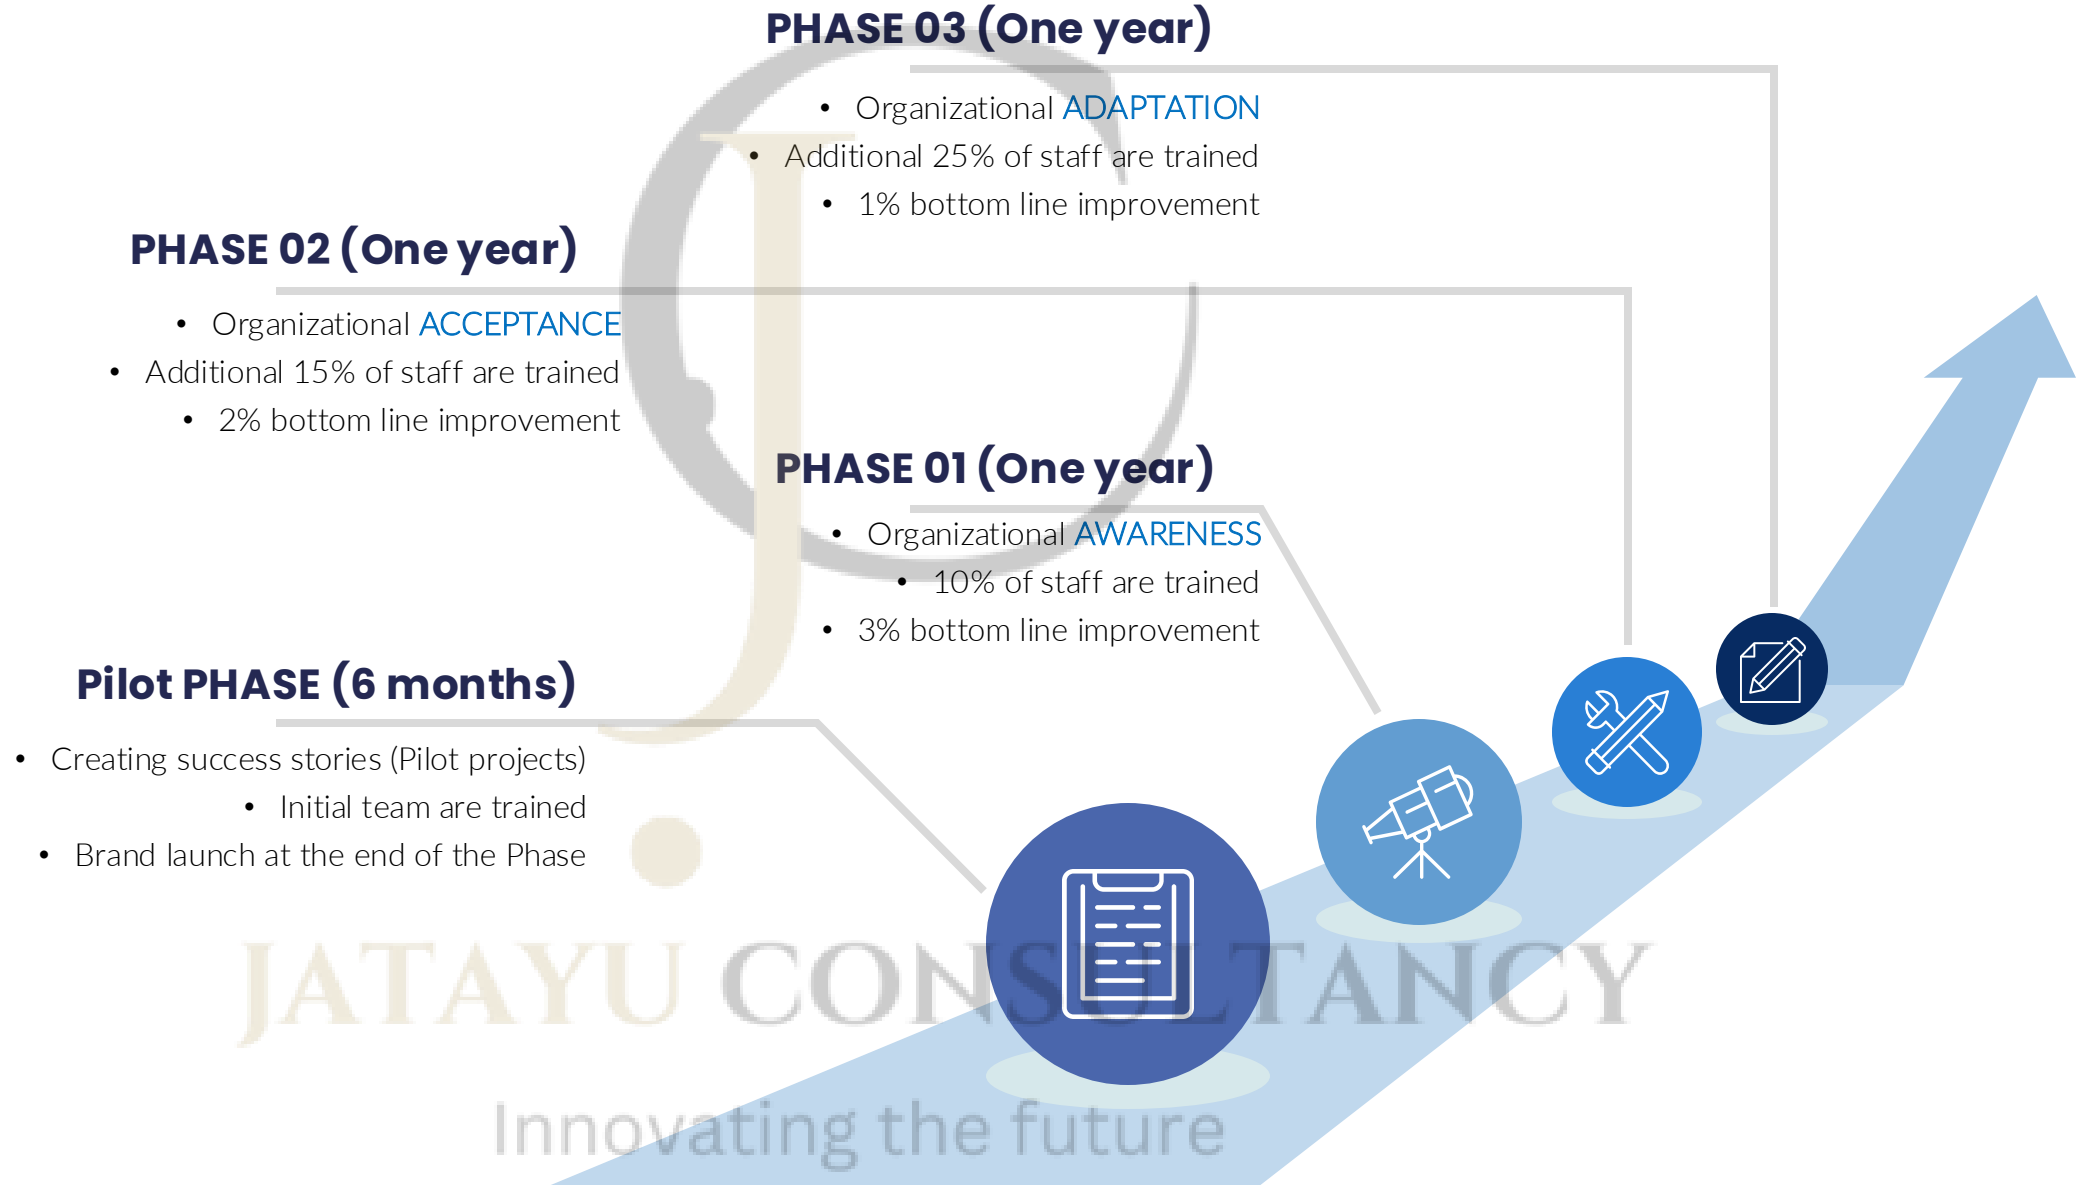 PHASE 03 (One year)
• Organizational ADAPTATION
• Additional 25% of staff are trained
• 1% bottom line improvement
PHASE 02 (One year)
• Organizational ACCEPTANCE
• Additional 15% of staff are trained
• 2% bottom line improvement
PHASE 01 (One year)
• Organizational AWARENESS
• 10% of staff are trained
• 3% bottom line improvement
Pilot PHASE (6 months)
• Creating success stories (Pilot projects)
• Initial team are trained
• Brand launch at the end of the Phase
JC
JATAYU CONSULTANCY
Innovating the future